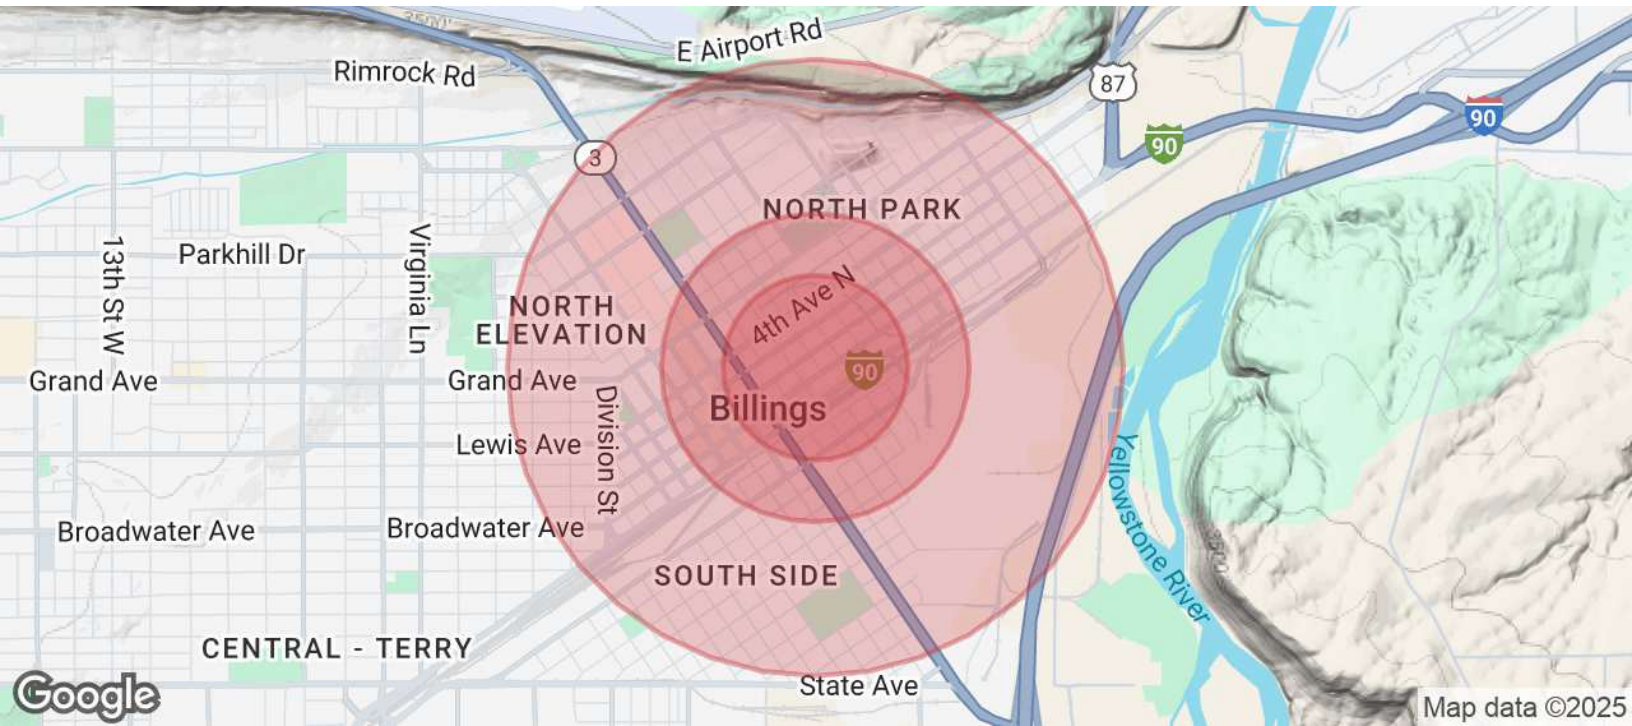 3500'
E Airport Rd
Rimrock Rd
87
90
90
3
NORTH PARK
13th St W
Parkhill Dr
Virginia Ln
4th Ave N
NORTH
ELEVATION
90
Grand Ave
Grand Ave
Division St
Billings
Lewis Ave
Yellowstone River
Broadwater Ave
Broadwater Ave
3500
SOUTH SIDE
CENTRAL - TERRY
State Ave
Google
Map data ©2025